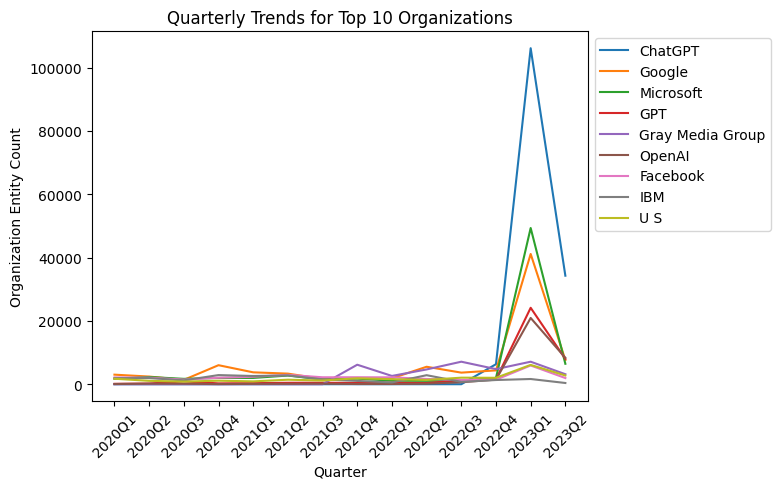 Quarterly Trends for Top 10 Organizations
Organization Entity Count
100000
80000
60000
40000
20000
0
2020Q1
2020Q2
2020Q3
2020Q4
2021Q1
2021Q2
2021Q3
2021Q4
2022Q1
2022Q2
2022Q3
2022Q4
2023Q1
2023Q2
Quarter
ChatGPT
Google
Microsoft
GPT
Gray Media Group
OpenAI
Facebook
IBM
U S